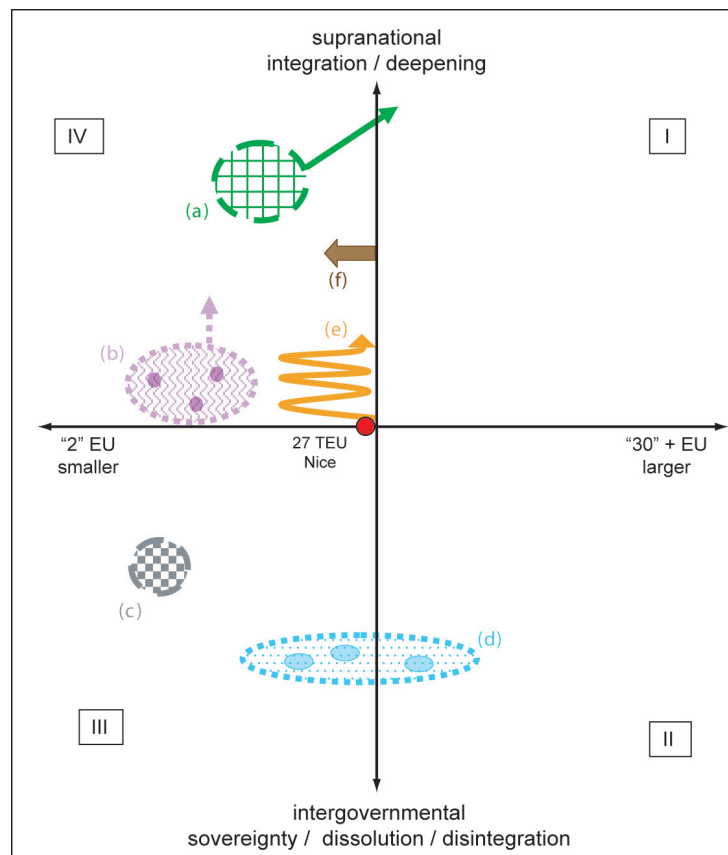 supranational
integration / deepening
IV
I
(a)
(f)
(e)
(b)
"2" EU
smaller
27 TEU
Nice
"30" + EU
larger
(c)
(d)
III
II
intergovernmental
sovereignty / dissolution / disintegration